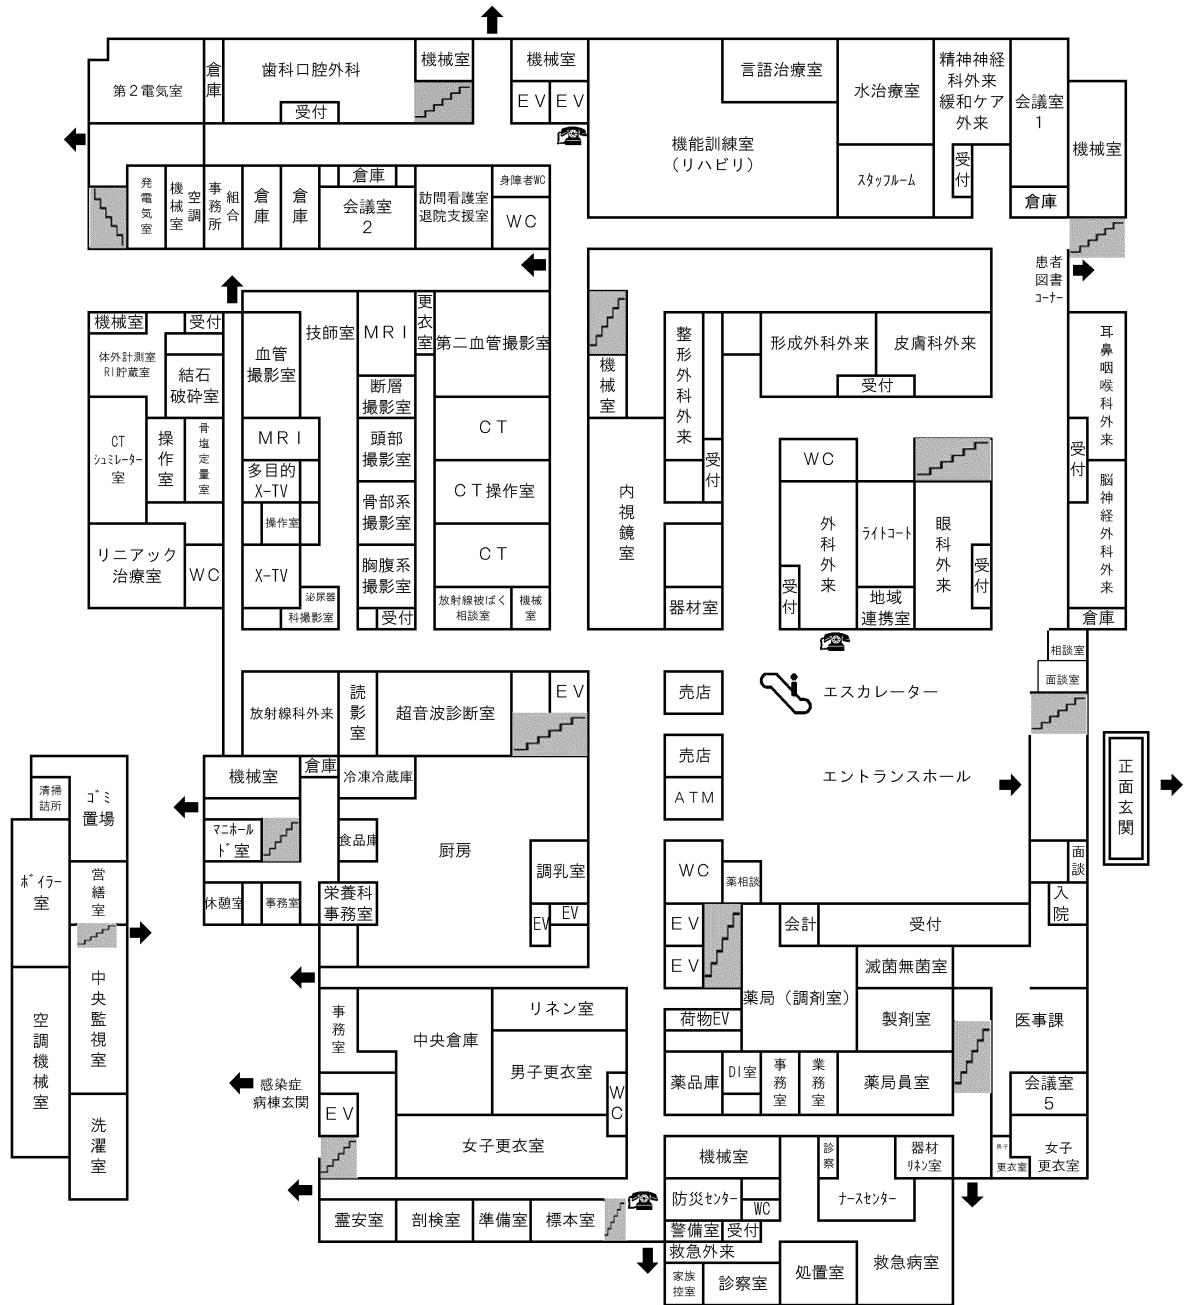 機械室
機械室
歯科口腔外科
倉庫
第２電気室
受付
ＥＶ
ＥＶ
言語治療室
水治療室
精神神経
科外来
緩和ケア
外来
会議室
1
機械室
機能訓練室
（リハビリ）
スタッフルーム
受付
倉庫
発電気室
機械室
空調
事務所
組合
倉庫
倉庫
倉庫
会議室
2
訪問看護室
退院支援室
身障者WC
ＷＣ
患者
図書
コーナー
機械室
受付
体外計測室
RI貯蔵室
結石
破砕室
血管
撮影室
技師室
ＭＲＩ
更衣室
第二血管撮影室
断層
撮影室
機械室
整形外科外来
受付
形成外科外来
皮膚科外来
受付
耳鼻咽喉科外来
受付
CT
シュミレーター
室
操作室
骨塩定量室
ＭＲＩ
多目的
X-TV
操作室
頭部
撮影室
骨部系
撮影室
ＣＴ
ＣＴ操作室
ＣＴ
内視鏡室
ＷＣ
外科外来
受付
ライトコート
眼科外来
受付
脳神経外科外来
リニアック
治療室
ＷＣ
X-TV
泌尿器
科撮影室
胸腹系
撮影室
受付
放射線被ばく
相談室
機械
室
器材室
地域
連携室
倉庫
相談室
面談室
放射線科外来
読影室
超音波診断室
ＥＶ
売店
エスカレーター
売店
ＡＴＭ
エントランスホール
正面玄関
機械室
倉庫
冷凍冷蔵庫
清掃
詰所
ゴミ
置場
マニホール
ド室
食品庫
厨房
調乳室
ＷＣ
薬相談
面談
ボイラー
室
営繕室
休憩室
事務室
栄養科
事務室
EV
EV
ＥＶ
会計
受付
入院
ＥＶ
滅菌無菌室
中央監視室
空調機械室
洗濯室
事務室
中央倉庫
リネン室
男子更衣室
薬局（調剤室）
荷物EV
製剤室
医事課
感染症
病棟玄関
ＥＶ
ＷＣ
女子更衣室
薬品庫
DI室
事務室
業務室
薬局員室
会議室
5
機械室
診察
器材
リネン室
男子
更衣室
女子
更衣室
霊安室
剖検室
準備室
標本室
防災センター
WC
ナースセンター
警備室
受付
救急外来
家族
控室
診察室
処置室
救急病室